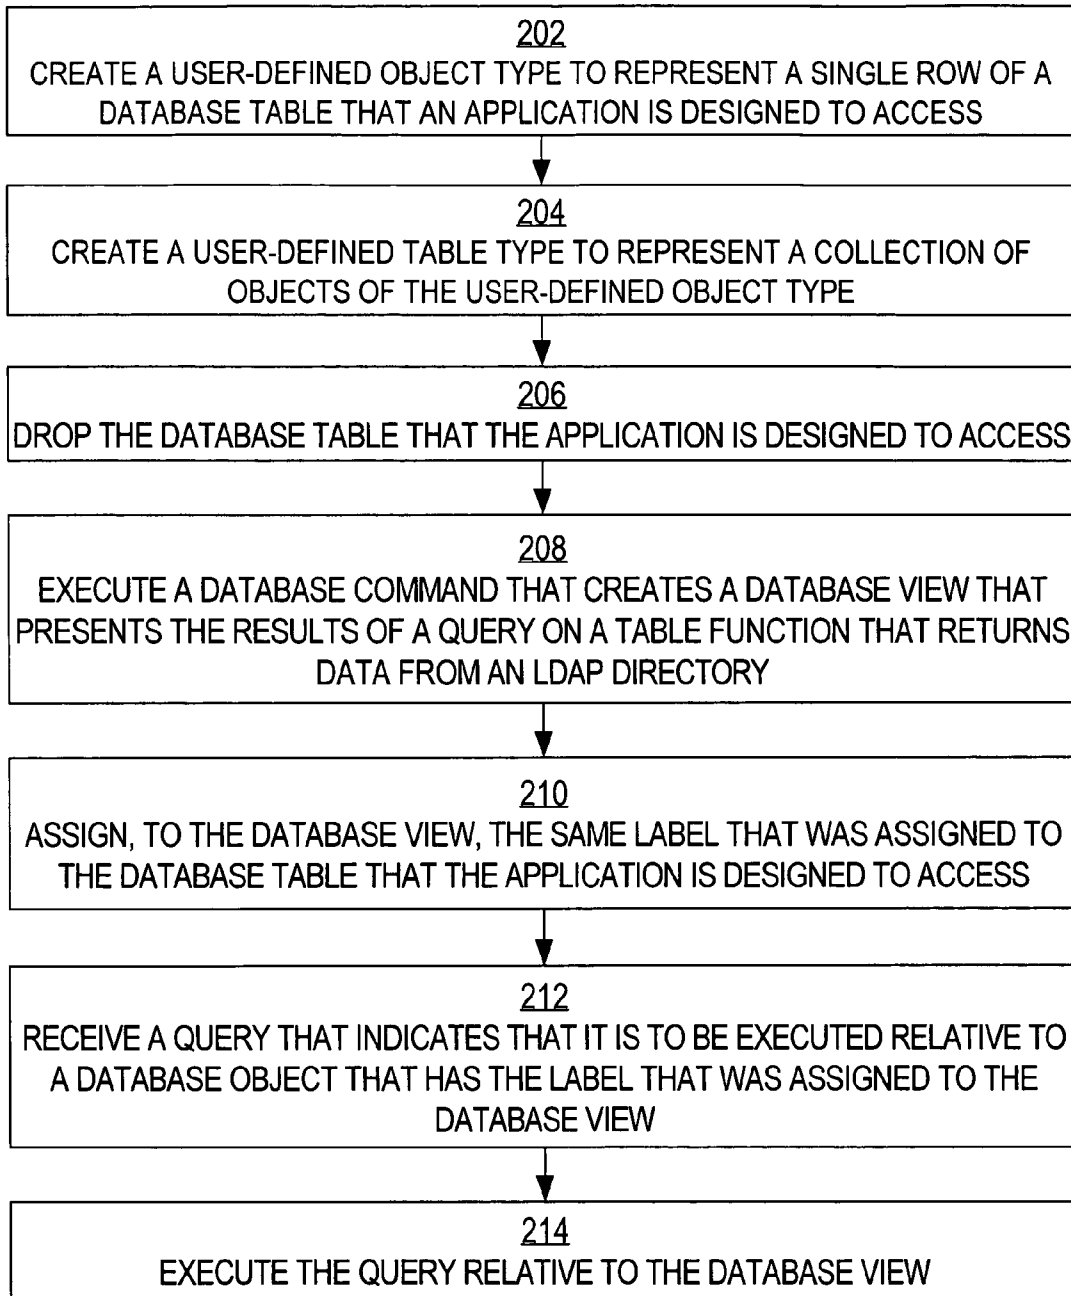 202
CREATE A USER-DEFINED OBJECT TYPE TO REPRESENT A SINGLE ROW OF A
DATABASE TABLE THAT AN APPLICATION IS DESIGNED TO ACCESS
204
CREATE A USER-DEFINED TABLE TYPE TO REPRESENT A COLLECTION OF
OBJECTS OF THE USER-DEFINED OBJECT TYPE
206
DROP THE DATABASE TABLE THAT THE APPLICATION IS DESIGNED TO ACCESS
208
EXECUTE A DATABASE COMMAND THAT CREATES A DATABASE VIEW THAT
PRESENTS THE RESULTS OF A QUERY ON A TABLE FUNCTION THAT RETURNS
DATA FROM AN LDAP DIRECTORY
210
ASSIGN, TO THE DATABASE VIEW, THE SAME LABEL THAT WAS ASSIGNED TO
THE DATABASE TABLE THAT THE APPLICATION IS DESIGNED TO ACCESS
212
RECEIVE A QUERY THAT INDICATES THAT IT IS TO BE EXECUTED RELATIVE TO
A DATABASE OBJECT THAT HAS THE LABEL THAT WAS ASSIGNED TO THE
DATABASE VIEW
214
EXECUTE THE QUERY RELATIVE TO THE DATABASE VIEW